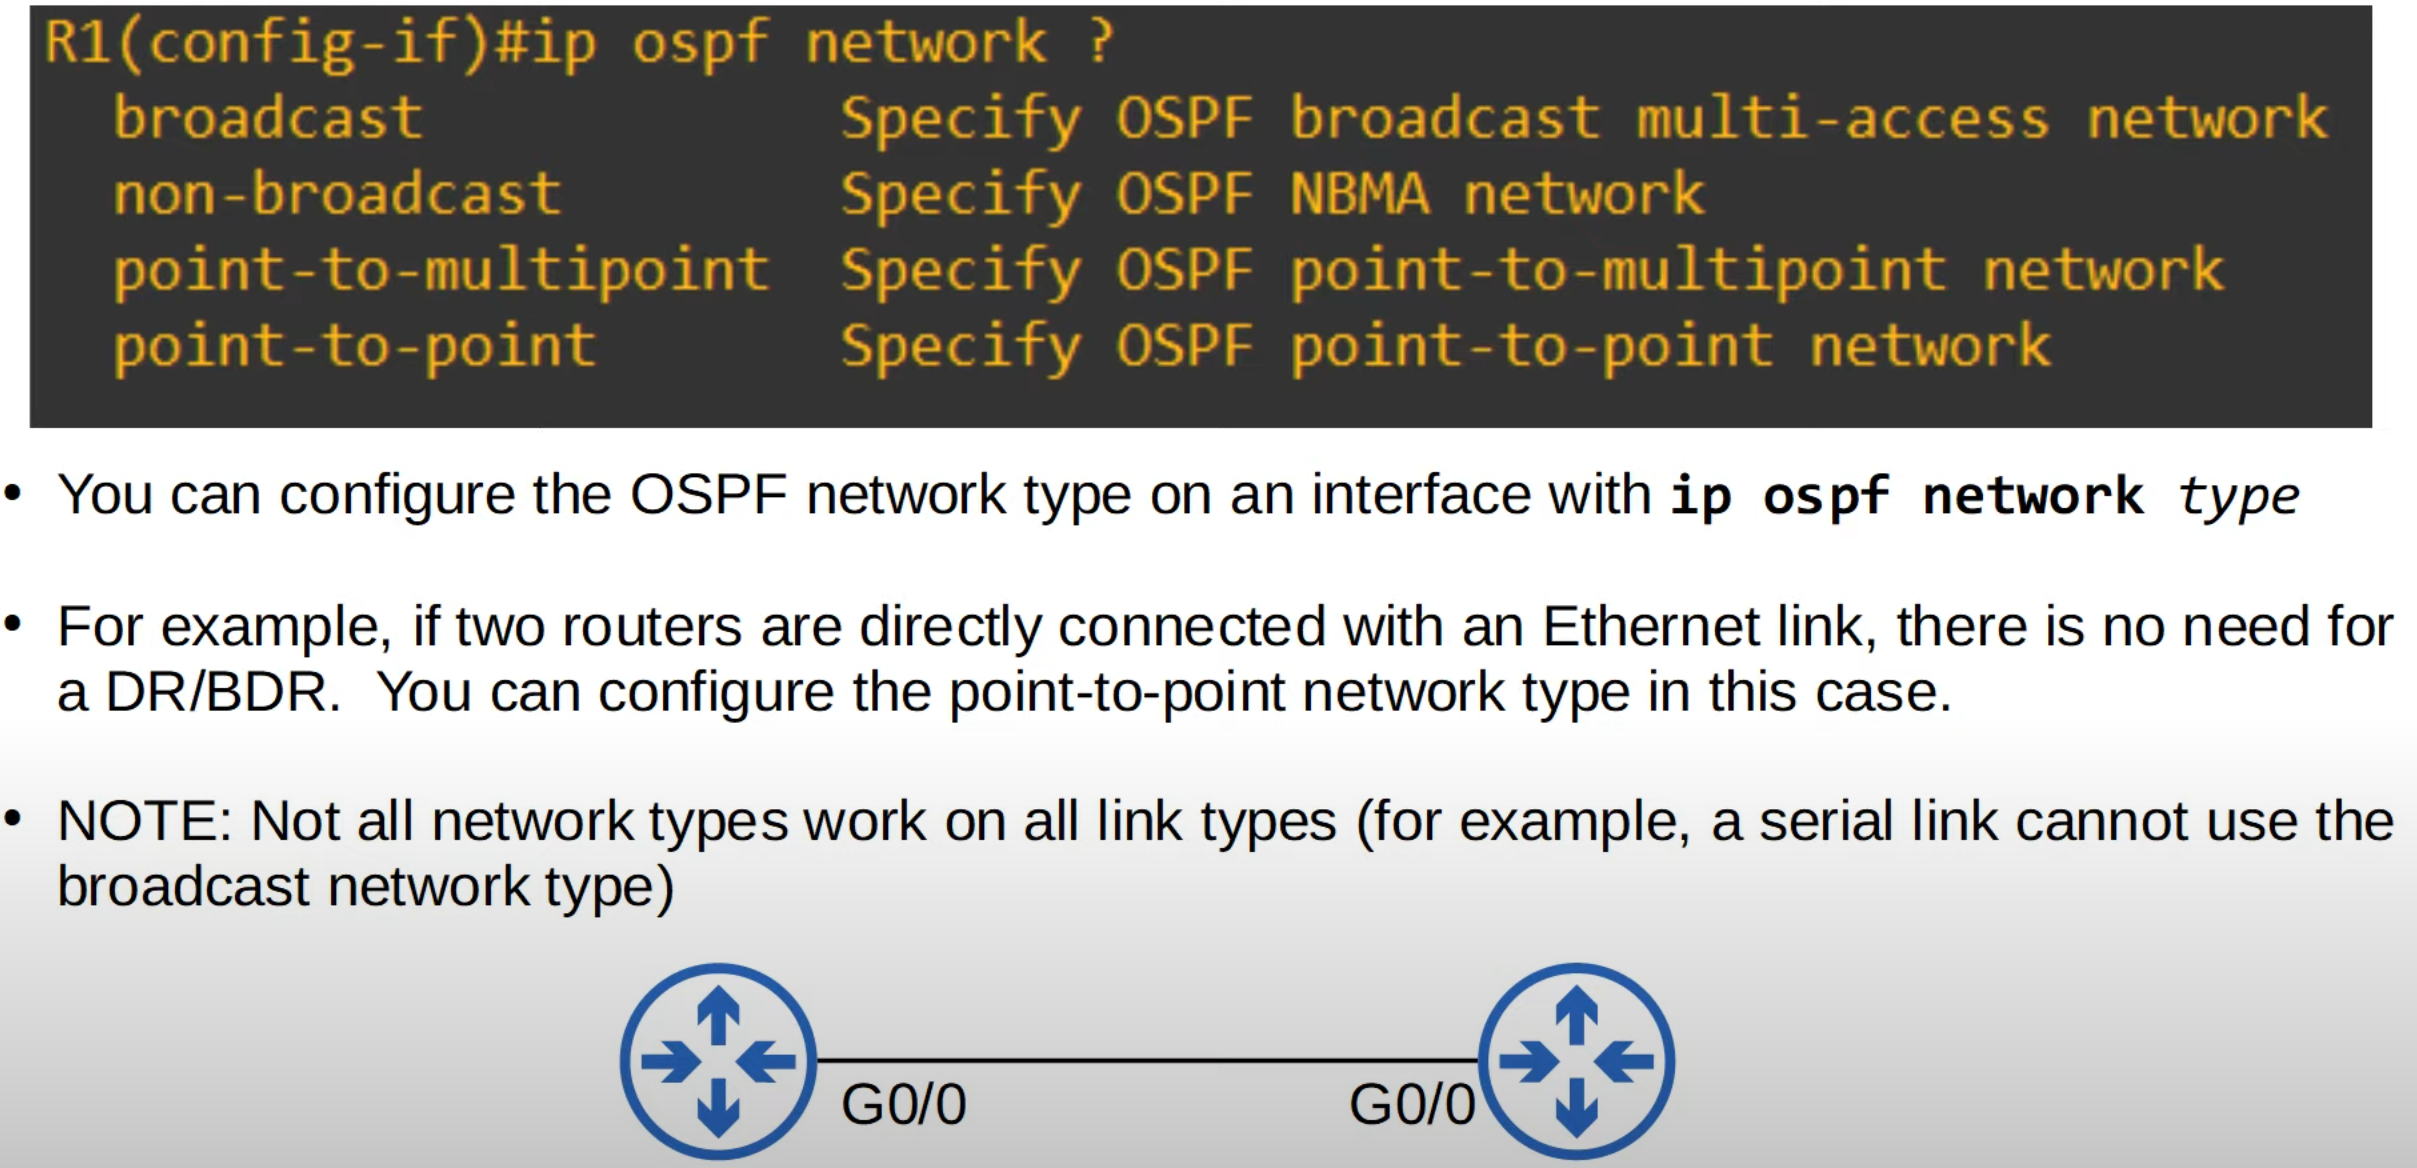 R1(config-if)#ip ospf network ?
broadcast Specify OSPF broadcast multi-access network
non-broadcast Specify OSPF NBMA network
point-to-multipoint Specify OSPF point-to-multipoint network
point-to-point Specify OSPF point-to-point network
• You can configure the OSPF network type on an interface with ip ospf network type
• For example, if two routers are directly connected with an Ethernet link, there is no need for
a DR/BDR. You can configure the point-to-point network type in this case.
• NOTE: Not all network types work on all link types (for example, a serial link cannot use the
broadcast network type)
G0/0 G0/0